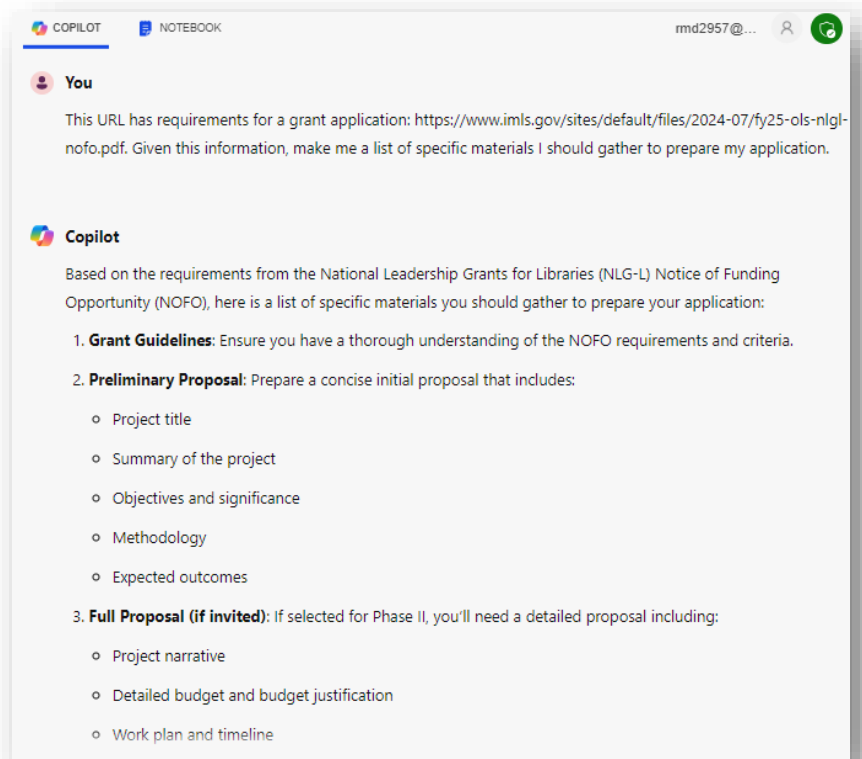 COPILOT NOTEBOOK rmd2957@...
You
This URL has requirements for a grant application: https://www.imls.gov/sites/default/files/2024-07/fy25-ols-nlgl-
nofo.pdf. Given this information, make me a list of specific materials I should gather to prepare my application.
Copilot
Based on the requirements from the National Leadership Grants for Libraries (NLG-L) Notice of Funding
Opportunity (NOFO), here is a list of specific materials you should gather to prepare your application:
1. Grant Guidelines: Ensure you have a thorough understanding of the NOFO requirements and criteria.
2. Preliminary Proposal: Prepare a concise initial proposal that includes:
Project title
Summary of the project
Objectives and significance
Methodology
Expected outcomes
3. Full Proposal (if invited): If selected for Phase II, you'll need a detailed proposal including:
Project narrative
Detailed budget and budget justification
Work plan and timeline